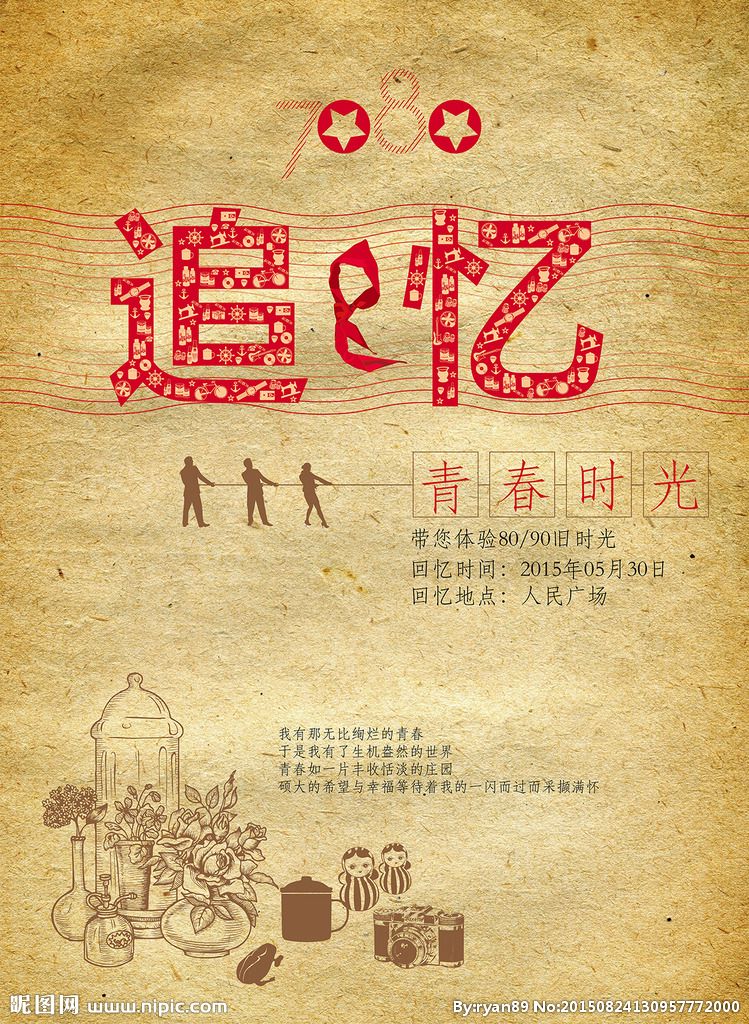 7080
追忆
青春时光
带您体验80/90旧时光
回忆时间：2015年05月30日
回忆地点：人民广场
我有那无比绚烂的青春
于是我有了生机盎然的世界
青春如一片丰收恬淡的庄园
硕大的希望与幸福等待着我的一闪而过而采撷满怀
昵图网 www.nipic.com
By:ryan89 No:20150824130957772000